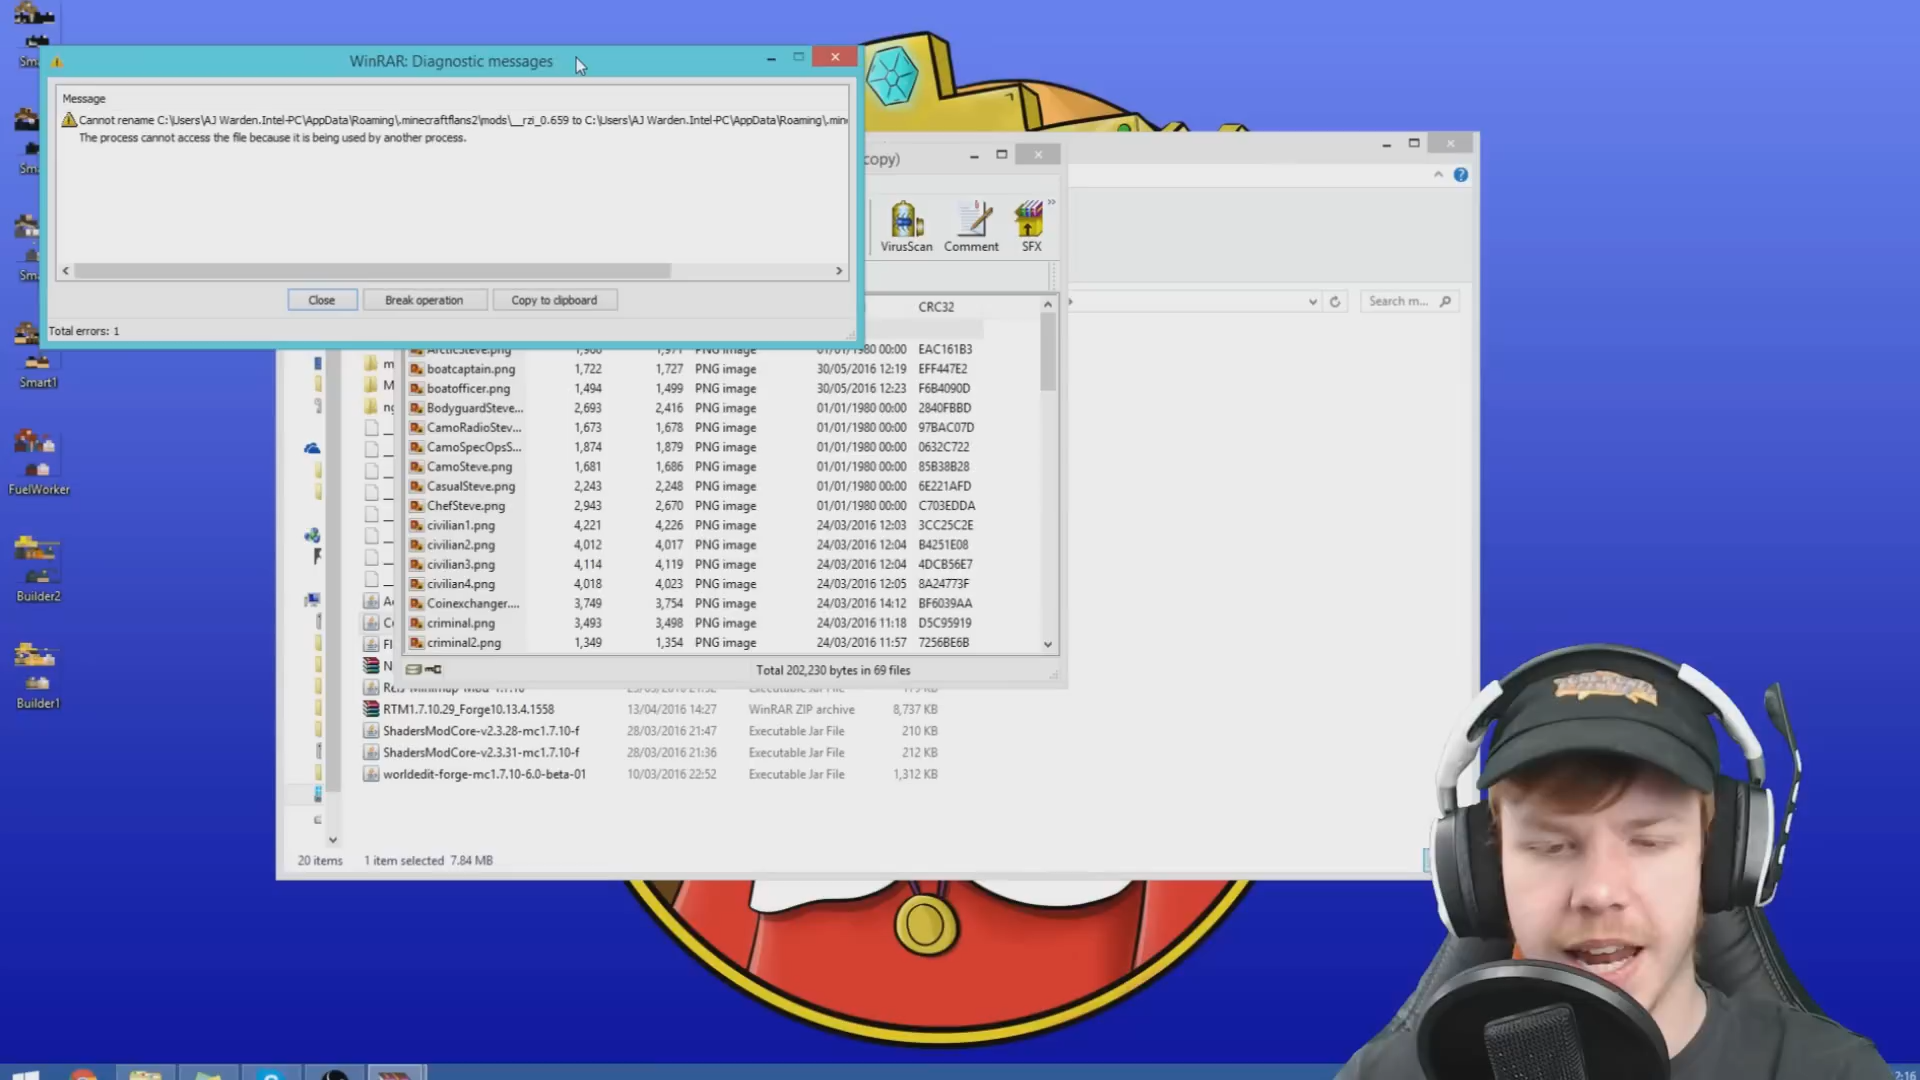 WinRAR: Diagnostic messages
Message
Cannot rename C:\Users\AJ Warden.Intel-PC\AppData\Roaming\.minecraftflans2\mods\__rzi_0.659 to C:\Users\AJ Warden.Intel-PC\AppData\Roaming\.min
The process cannot access the file because it is being used by another process.
Close
Break operation
Copy to clipboard
Total errors: 1
copy)
VirusScan
Comment
SFX
Search m...
CRC32
ArcticSteve.png 1,966 1,971 PNG image 01/01/1980 00:00 EAC161B3
boatcaptain.png 1,722 1,727 PNG image 30/05/2016 12:19 EFF447E2
boatofficer.png 1,494 1,499 PNG image 30/05/2016 12:23 F6B4090D
BodyguardSteve... 2,693 2,416 PNG image 01/01/1980 00:00 2840FBBD
CamoRadioStev... 1,673 1,678 PNG image 01/01/1980 00:00 97BAC07D
CamoSpecOpsS... 1,874 1,879 PNG image 01/01/1980 00:00 0632C722
CamoSteve.png 1,681 1,686 PNG image 01/01/1980 00:00 85B38B28
CasualSteve.png 2,243 2,248 PNG image 01/01/1980 00:00 6E221AFD
ChefSteve.png 2,943 2,670 PNG image 01/01/1980 00:00 C703EDDA
civilian1.png 4,221 4,226 PNG image 24/03/2016 12:03 3CC25C2E
civilian2.png 4,012 4,017 PNG image 24/03/2016 12:04 B4251E08
civilian3.png 4,114 4,119 PNG image 24/03/2016 12:04 4DCB56E7
civilian4.png 4,018 4,023 PNG image 24/03/2016 12:05 8A24773F
Coinexchanger.... 3,749 3,754 PNG image 24/03/2016 14:12 BF6039AA
criminal.png 3,493 3,498 PNG image 24/03/2016 11:18 D5C95919
criminal2.png 1,349 1,354 PNG image 24/03/2016 11:57 7256BE6B
Total 202,230 bytes in 69 files
RTM1.7.10.29_Forge10.13.4.1558 13/04/2016 14:27 WinRAR ZIP archive 8,737 KB
ShadersModCore-v2.3.28-mc1.7.10-f 28/03/2016 21:47 Executable Jar File 210 KB
ShadersModCore-v2.3.31-mc1.7.10-f 28/03/2016 21:36 Executable Jar File 212 KB
worldedit-forge-mc1.7.10-6.0-beta-01 10/03/2016 22:52 Executable Jar File 1,312 KB
20 items 1 item selected 7.84 MB
Smart1
FuelWorker
Builder2
Builder1
2:16